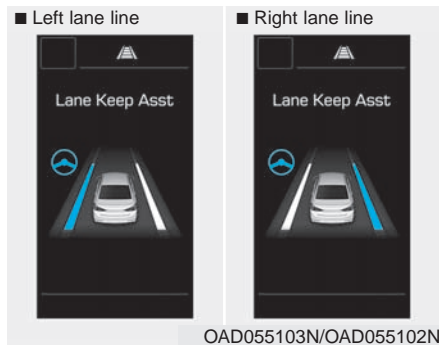 ■ Left lane line
■ Right lane line
Lane Keep Asst
Lane Keep Asst
OAD055103N/OAD055102N